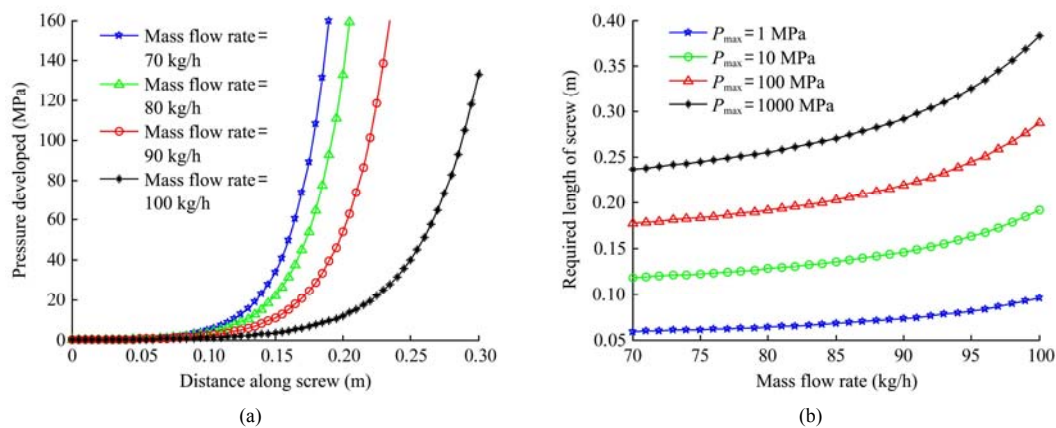 160
140
120
100
80
60
40
20
0
Pressure developed (MPa)
Mass flow rate=
70 kg/h
Mass flow rate=
80 kg/h
Mass flow rate=
90 kg/h
Mass flow rate=
100 kg/h
0 0.05 0.10 0.15 0.20 0.25 0.30
Distance along screw (m)
(a)
0.40
0.35
0.30
0.25
0.20
0.15
0.10
0.05
Required length of screw (m)
Pmax= 1 MPa
Pmax= 10 MPa
Pmax= 100 MPa
Pmax= 1000 MPa
70 75 80 85 90 95 100
Mass flow rate (kg/h)
(b)